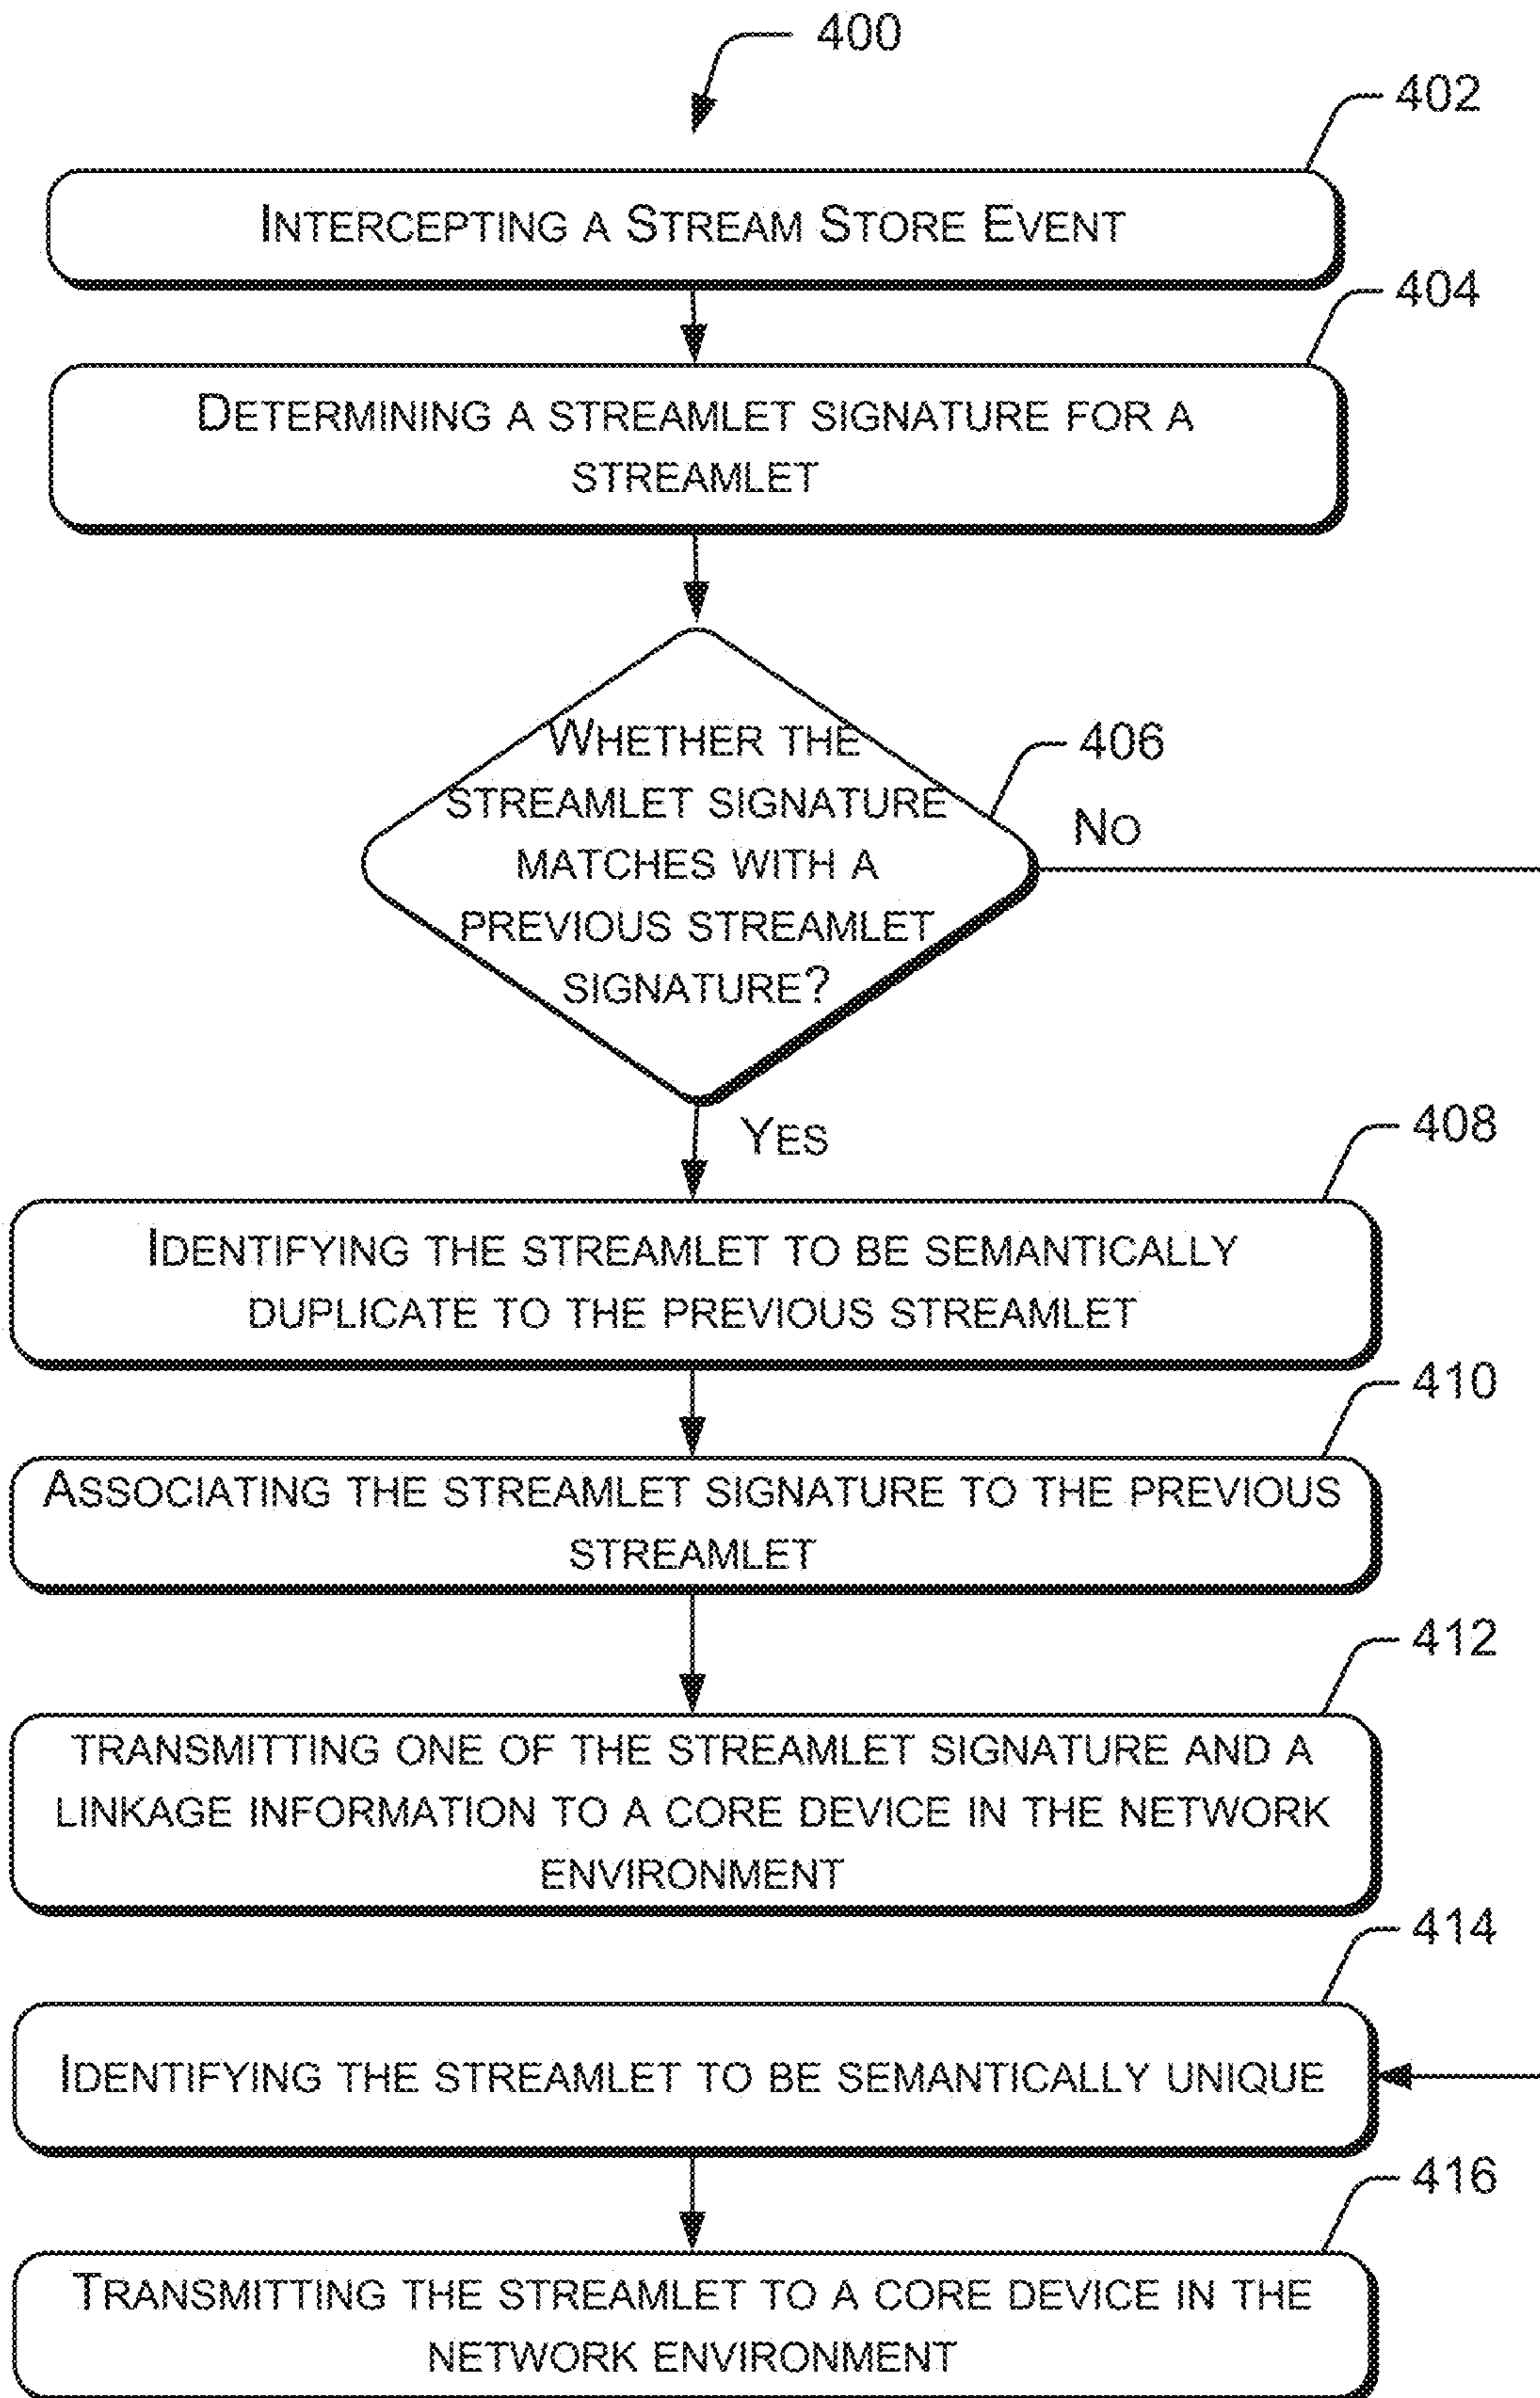 400
402
INTERCEPTING A STREAM STORE EVENT
404
DETERMINING A STREAMLET SIGNATURE FOR A
STREAMLET
WHETHER THE
STREAMLET SIGNATURE
MATCHES WITH A
PREVIOUS STREAMLET
SIGNATURE?
406
NO
YES
408
IDENTIFYING THE STREAMLET TO BE SEMANTICALLY
DUPLICATE TO THE PREVIOUS STREAMLET
410
ASSOCIATING THE STREAMLET SIGNATURE TO THE PREVIOUS
STREAMLET
412
TRANSMITTING ONE OF THE STREAMLET SIGNATURE AND A
LINKAGE INFORMATION TO A CORE DEVICE IN THE NETWORK
ENVIRONMENT
414
IDENTIFYING THE STREAMLET TO BE SEMANTICALLY UNIQUE
416
TRANSMITTING THE STREAMLET TO A CORE DEVICE IN THE
NETWORK ENVIRONMENT